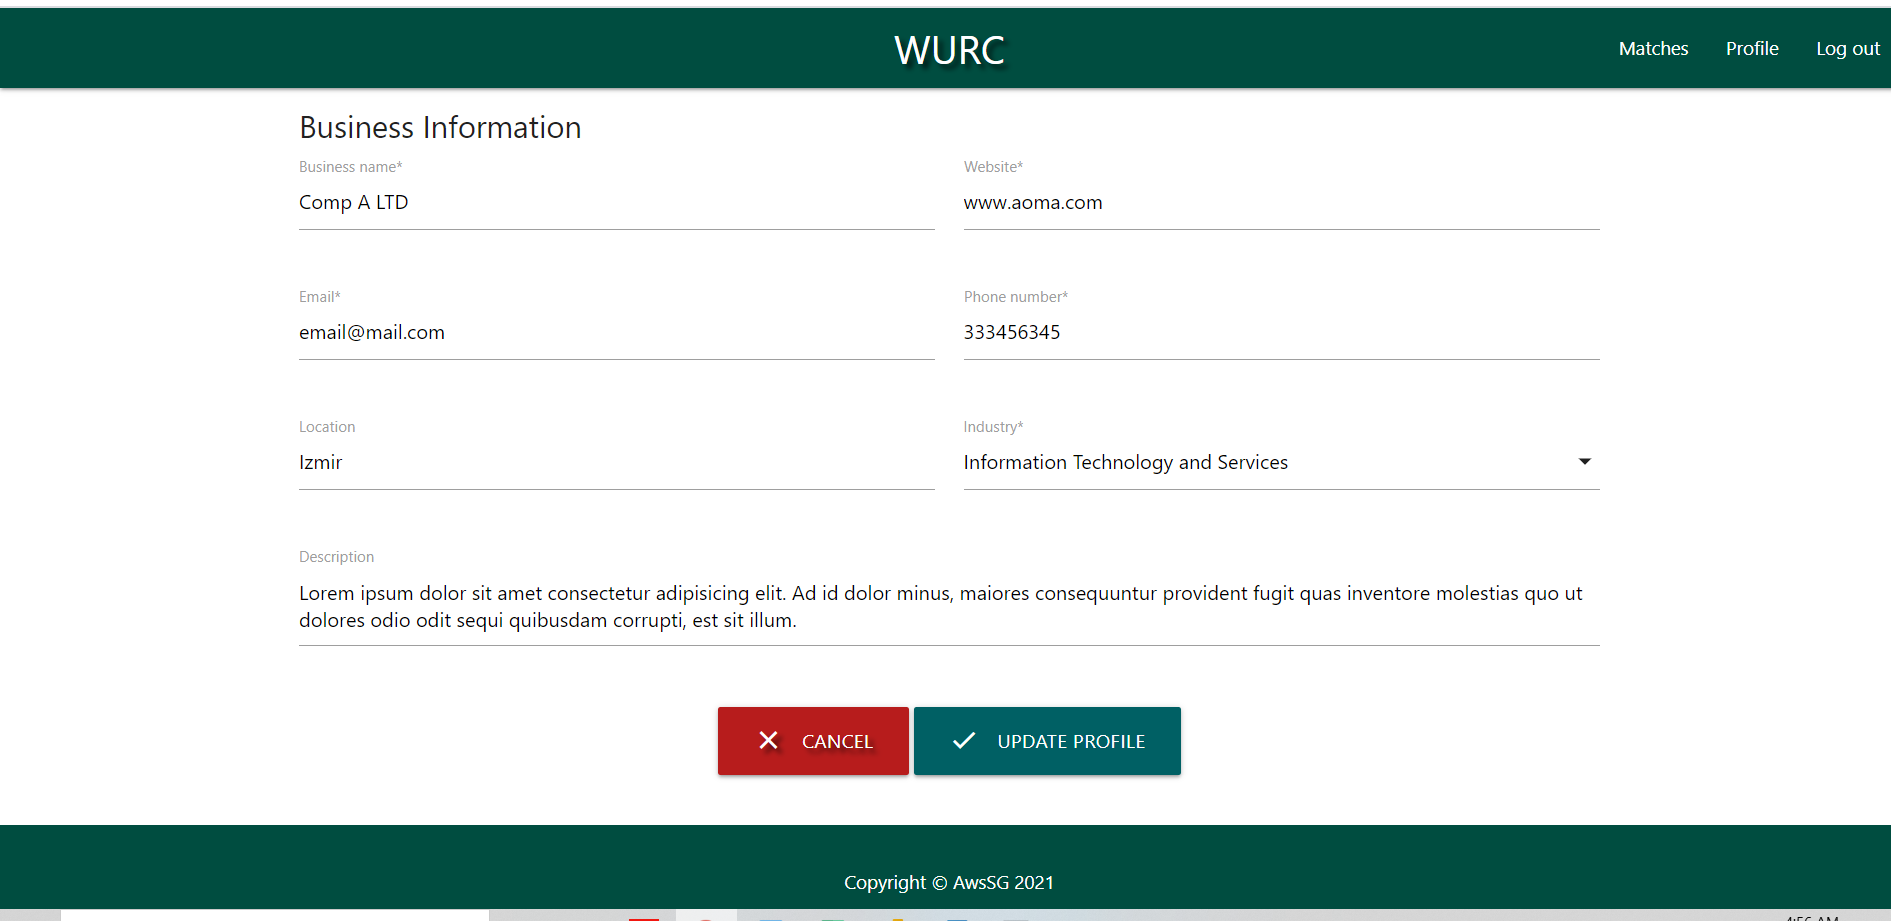 WURC
Matches Profile Log out
Business Information
Business name* Website*
Comp A LTD www.aoma.com
Email* Phone number*
email@mail.com 333456345
Location Industry*
Izmir Information Technology and Services
Description
Lorem ipsum dolor sit amet consectetur adipisicing elit. Ad id dolor minus, maiores consequuntur provident fugit quas inventore molestias quo ut
dolores odio odit sequi quibusdam corrupti, est sit illum.
CANCEL UPDATE PROFILE
Copyright © AwsSG 2021